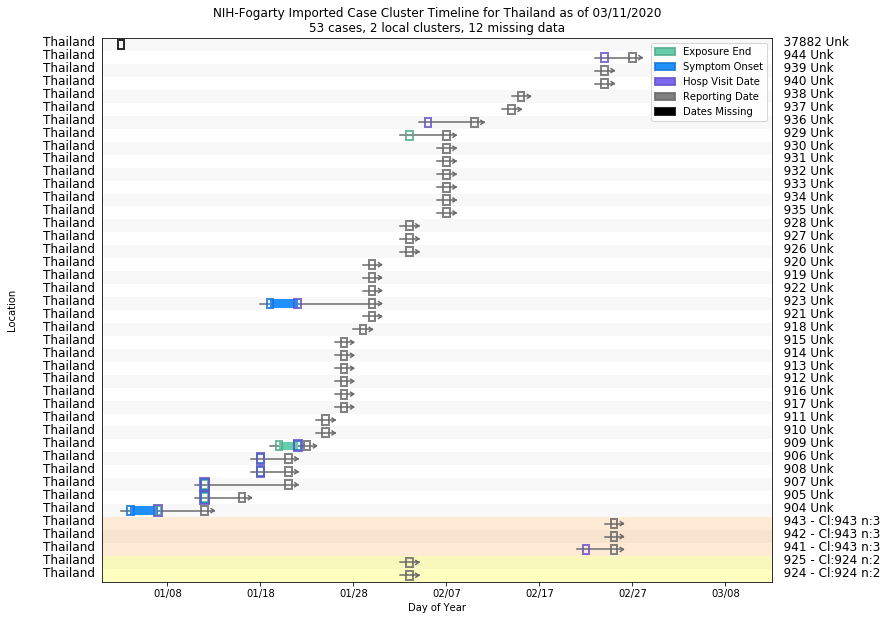 NIH-Fogarty Imported Case Cluster Timeline for Thailand as of 03/11/2020
53 cases, 2 local clusters, 12 missing data
Thailand 37882 Unk
Thailand 944 Unk
Thailand 939 Unk
Thailand 940 Unk
Thailand 938 Unk
Thailand 937 Unk
Thailand 936 Unk
Thailand 929 Unk
Thailand 930 Unk
Thailand 931 Unk
Thailand 932 Unk
Thailand 933 Unk
Thailand 934 Unk
Thailand 935 Unk
Thailand 928 Unk
Thailand 927 Unk
Thailand 926 Unk
Thailand 920 Unk
Thailand 919 Unk
Thailand 922 Unk
Thailand 923 Unk
Thailand 921 Unk
Thailand 918 Unk
Thailand 915 Unk
Thailand 914 Unk
Thailand 913 Unk
Thailand 912 Unk
Thailand 916 Unk
Thailand 917 Unk
Thailand 911 Unk
Thailand 910 Unk
Thailand 909 Unk
Thailand 906 Unk
Thailand 908 Unk
Thailand 907 Unk
Thailand 905 Unk
Thailand 904 Unk
Thailand 943 - Cl:943 n:3
Thailand 942 - Cl:943 n:3
Thailand 941 - Cl:943 n:3
Thailand 925 - Cl:924 n:2
Thailand 924 - Cl:924 n:2
Exposure End
Symptom Onset
Hosp Visit Date
Reporting Date
Dates Missing
Location
01/08 01/18 01/28 02/07 02/17 02/27 03/08
Day of Year